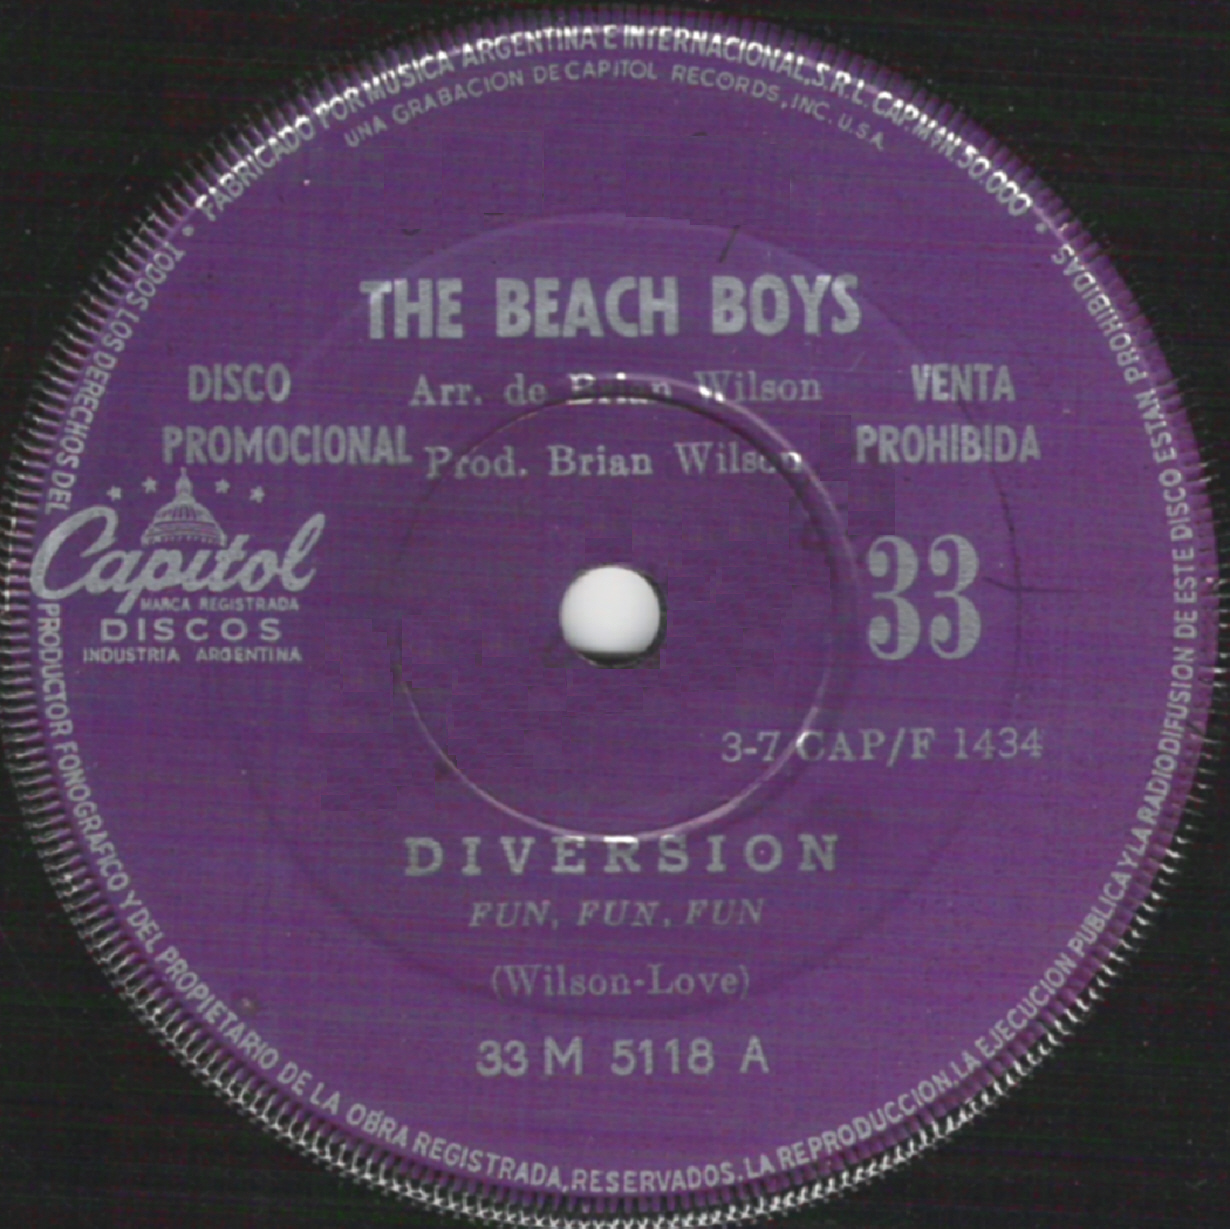 • FABRICADO POR MUSICA ARGENTINA E INTERNACIONAL, S.R.L. CAP. M$N. 50.000 •
UNA GRABACION DE CAPITOL RECORDS, INC. U.S.A.
THE BEACH BOYS
DISCO
PROMOCIONAL
Arr. de Brian Wilson
Prod. Brian Wilson
VENTA
PROHIBIDA
Capitol
MARCA REGISTRADA
DISCOS
INDUSTRIA ARGENTINA
33
3-7 CAP/F 1434
DIVERSION
FUN, FUN, FUN
(Wilson-Love)
33 M 5118 A
TODOS LOS DERECHOS DEL PRODUCTOR FONOGRAFICO Y DEL PROPIETARIO DE LA OBRA REGISTRADA, RESERVADOS. LA REPRODUCCION, LA EJECUCION PUBLICA Y LA RADIODIFUSION DE ESTE DISCO ESTAN PROHIBIDAS